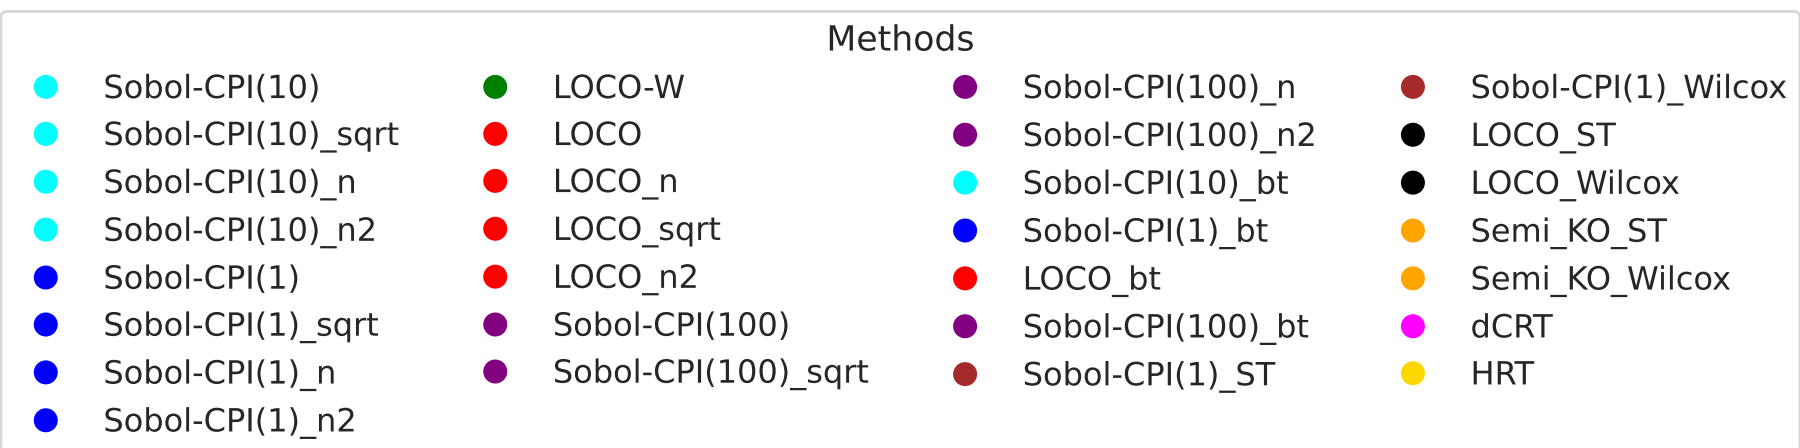 Methods
Sobol-CPI(10)
Sobol-CPI(10)_sqrt
Sobol-CPI(10)_n
Sobol-CPI(10)_n2
Sobol-CPI(1)
Sobol-CPI(1)_sqrt
Sobol-CPI(1)_n
Sobol-CPI(1)_n2
LOCO-W
LOCO
LOCO_n
LOCO_sqrt
LOCO_n2
Sobol-CPI(100)
Sobol-CPI(100)_sqrt
Sobol-CPI(100)_n
Sobol-CPI(100)_n2
Sobol-CPI(10)_bt
Sobol-CPI(1)_bt
LOCO_bt
Sobol-CPI(100)_bt
Sobol-CPI(1)_ST
Sobol-CPI(1)_Wilcox
LOCO_ST
LOCO_Wilcox
Semi_KO_ST
Semi_KO_Wilcox
dCRT
HRT